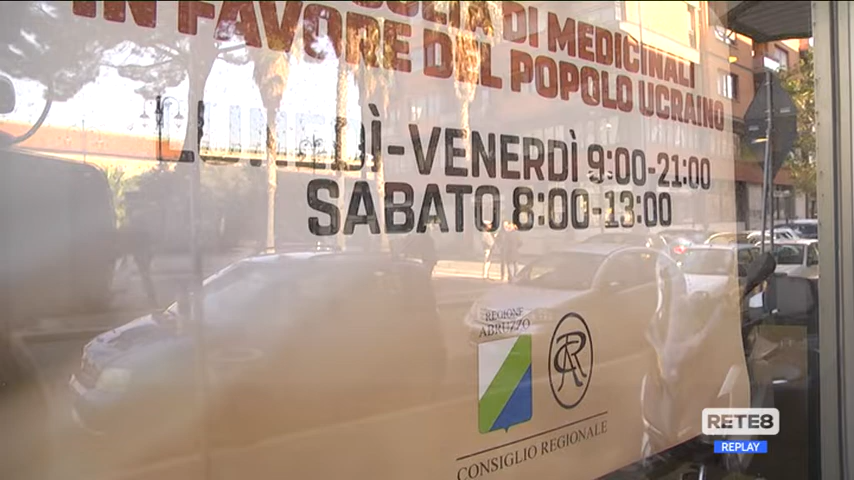 DI MEDICINALI
IN FAVORE DEL POPOLO UCRAINO
LUNEDÌ-VENERDÌ 9:00-21:00
SABATO 8:00-13:00
REGIONE
ABRUZZO
CONSIGLIO REGIONALE
RETE8
REPLAY